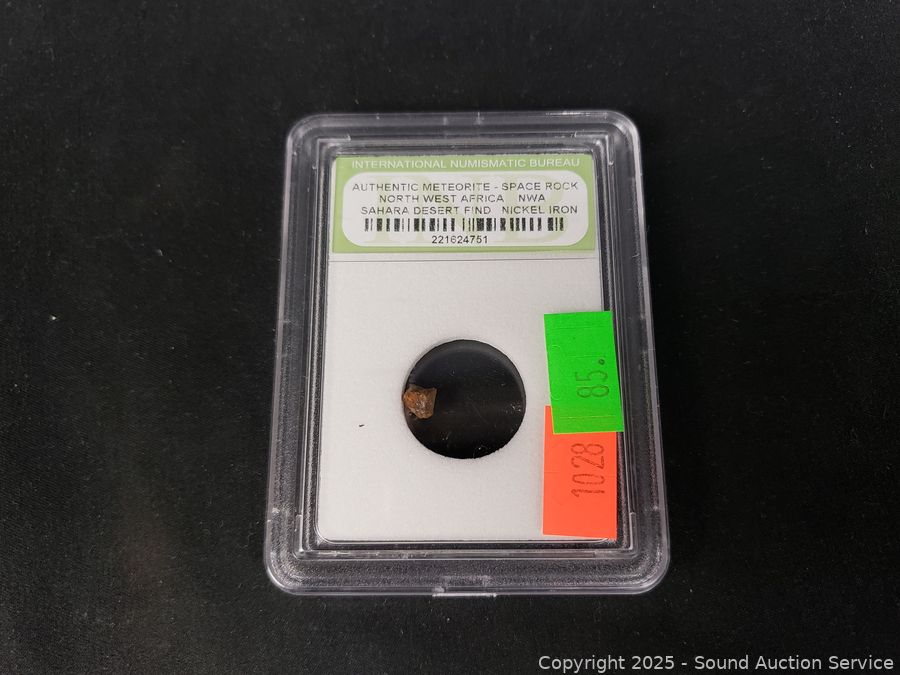 INTERNATIONAL NUMISMATIC BUREAU
AUTHENTIC METEORITE - SPACE ROCK
NORTH WEST AFRICA NWA
SAHARA DESERT FIND NICKEL IRON
221624751
85.
1028
Copyright © 2025 - Sound Auction Service